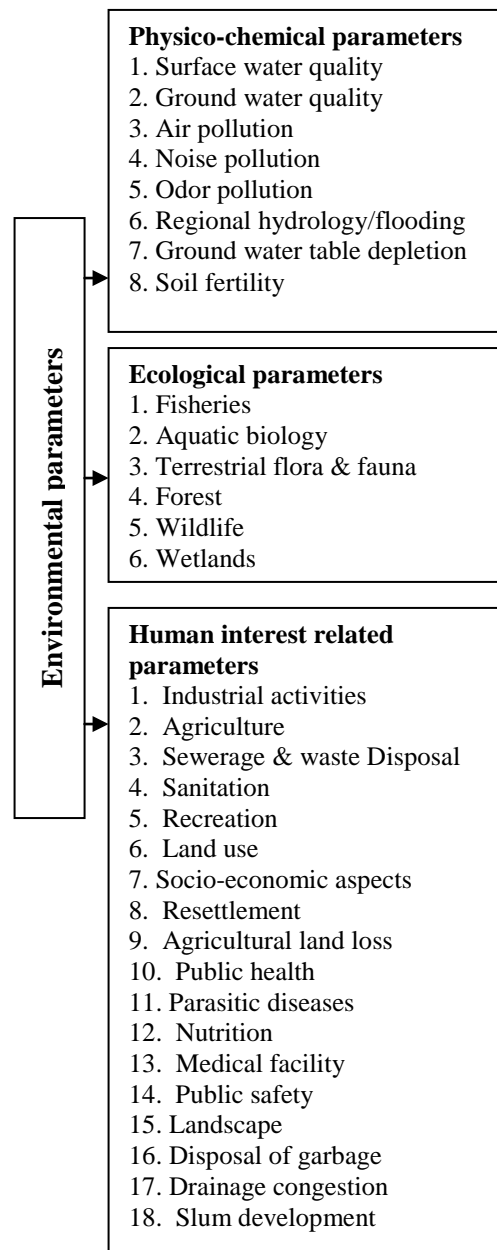 Environmental parameters
Physico-chemical parameters
1. Surface water quality
2. Ground water quality
3. Air pollution
4. Noise pollution
5. Odor pollution
6. Regional hydrology/flooding
7. Ground water table depletion
8. Soil fertility
Ecological parameters
1. Fisheries
2. Aquatic biology
3. Terrestrial flora & fauna
4. Forest
5. Wildlife
6. Wetlands
Human interest related
parameters
1. Industrial activities
2. Agriculture
3. Sewerage & waste Disposal
4. Sanitation
5. Recreation
6. Land use
7. Socio-economic aspects
8. Resettlement
9. Agricultural land loss
10. Public health
11. Parasitic diseases
12. Nutrition
13. Medical facility
14. Public safety
15. Landscape
16. Disposal of garbage
17. Drainage congestion
18. Slum development